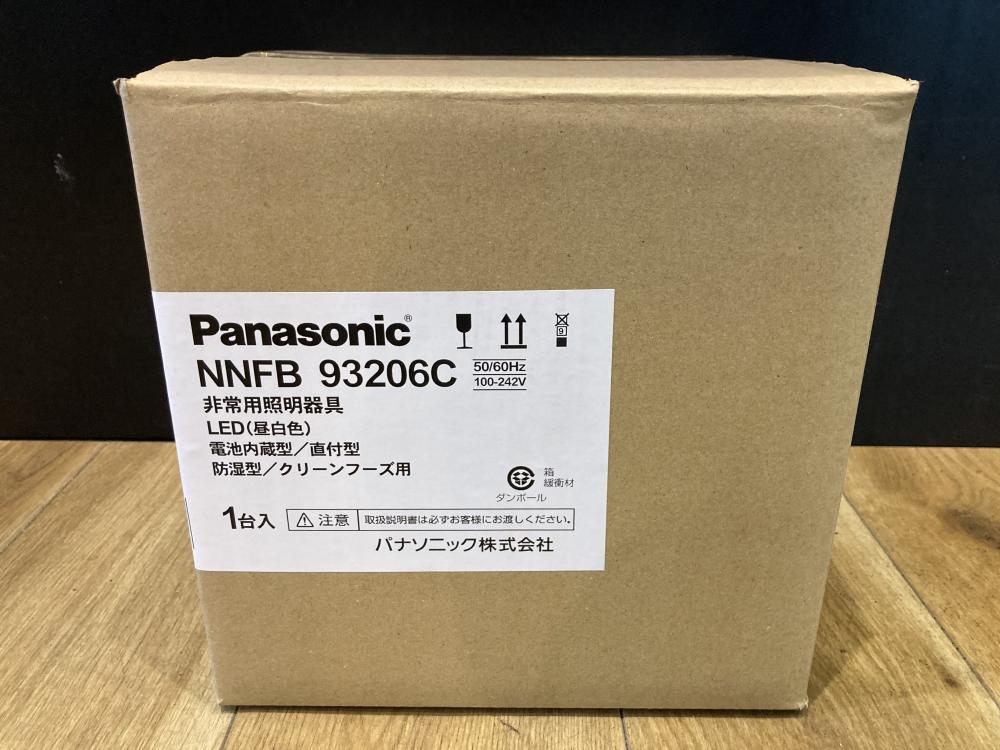 Panasonic®
NNFB 93206C
50/60Hz
100-242V
非常用照明器具
LED(昼白色)
電池内蔵型／直付型
防湿型／クリーンフーズ用
9
箱
緩衝材
ダンボール
1台入
⚠注意 取扱説明書は必ずお客様にお渡しください。
パナソニック株式会社